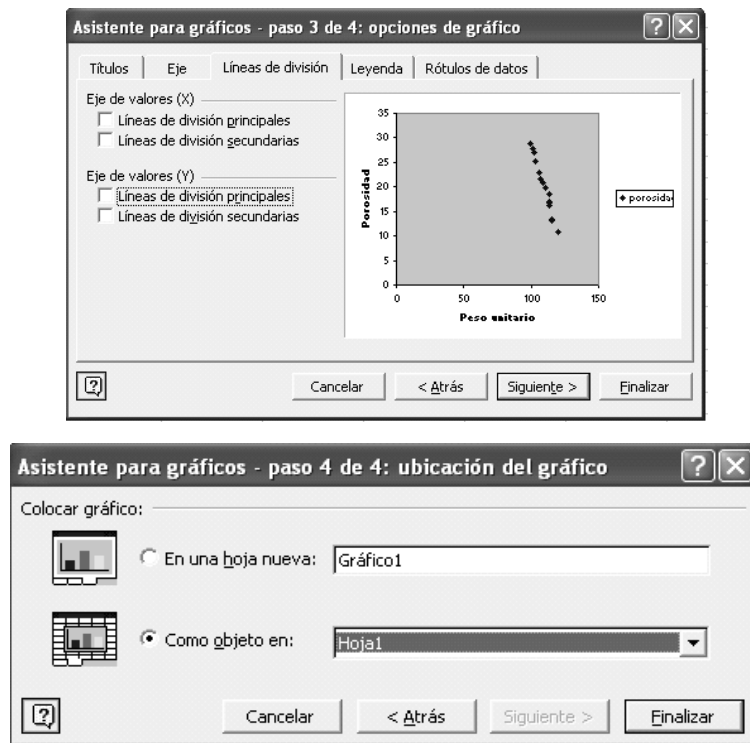 Asistente para gráficos - paso 3 de 4: opciones de gráfico
Títulos Eje Líneas de división Leyenda Rótulos de datos
Eje de valores (X)
Líneas de división principales
Líneas de división secundarias
Eje de valores (Y)
Líneas de división principales
Líneas de división secundarias
35
30
25
20
15
10
5
0
Porosidad
0 50 100 150
Peso unitario
porosida
Cancelar < Atrás Siguiente > Finalizar
Asistente para gráficos - paso 4 de 4: ubicación del gráfico
Colocar gráfico:
En una hoja nueva: Gráfico1
Como objeto en: Hoja1
Cancelar < Atrás Siguiente > Finalizar